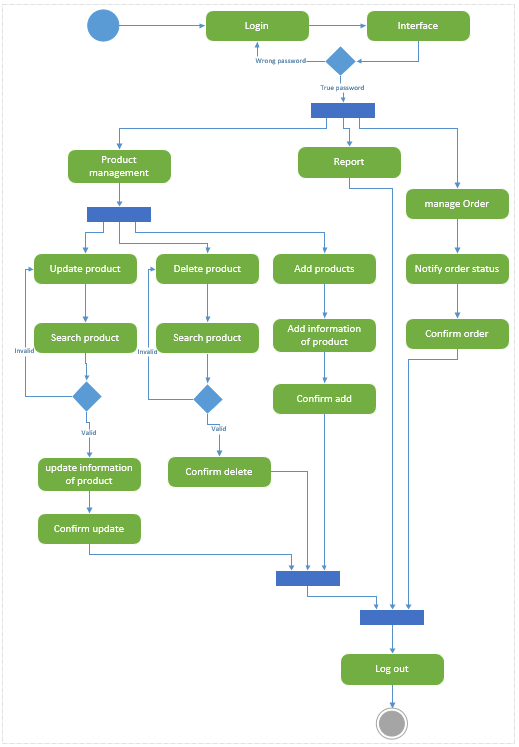 Login
Interface
Wrong password
True password
Product
management
Report
manage Order
Update product
Delete product
Add products
Notify order status
Search product
Search product
Add information
of product
Confirm order
Invalid
Invalid
Confirm add
Valid
Valid
update information
of product
Confirm delete
Confirm update
Log out